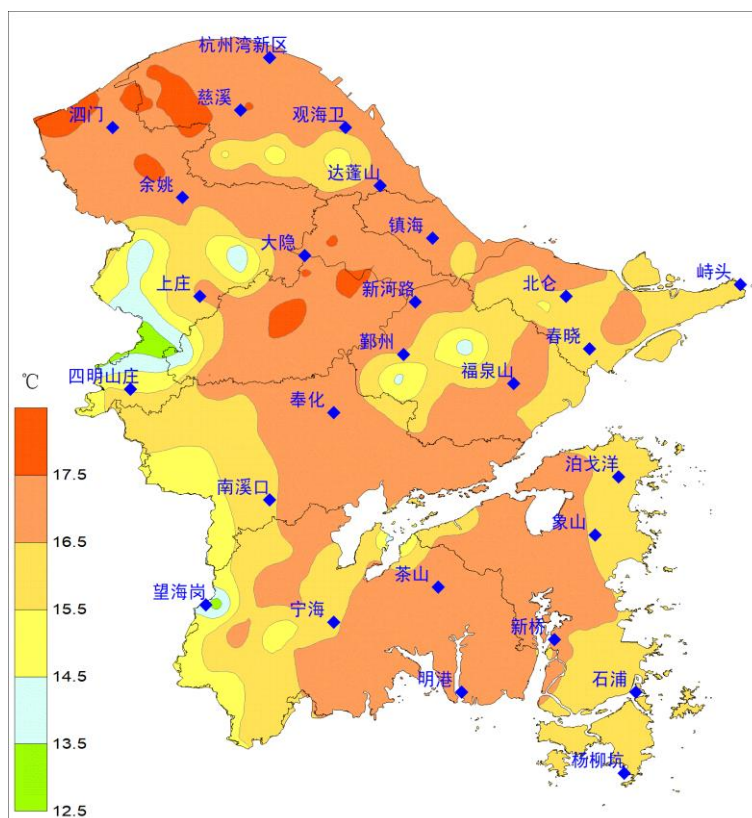 杭州湾新区
慈溪
泗门
观海卫
达蓬山
余姚
镇海
大隐
上庄
新河路
北仑
峙头
鄞州
春晓
福泉山
四明山庄
奉化
泊戈洋
南溪口
象山
茶山
望海岗
宁海
新桥
明港
石浦
杨柳坑
℃
17.5
16.5
15.5
14.5
13.5
12.5